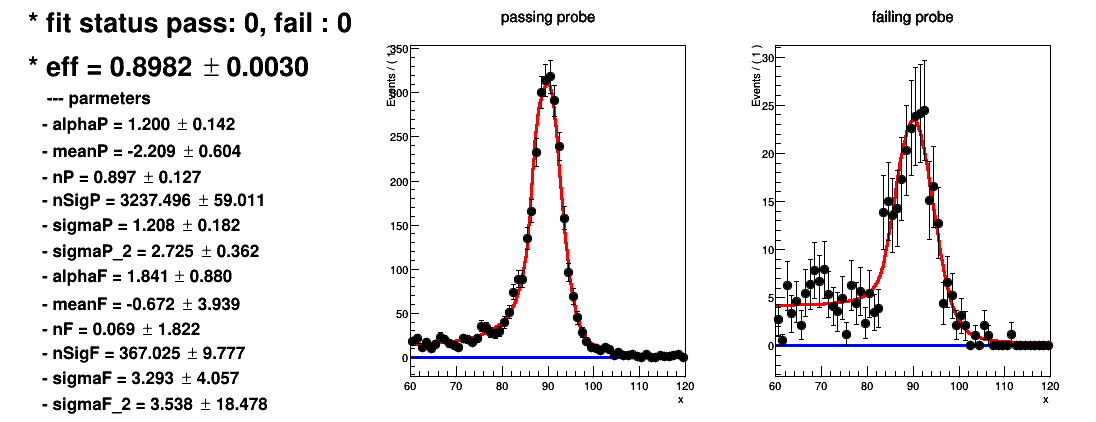 * fit status pass: 0, fail : 0
* eff = 0.8982 ± 0.0030
--- parmeters
- alphaP = 1.200 ± 0.142
- meanP = -2.209 ± 0.604
- nP = 0.897 ± 0.127
- nSigP = 3237.496 ± 59.011
- sigmaP = 1.208 ± 0.182
- sigmaP_2 = 2.725 ± 0.362
- alphaF = 1.841 ± 0.880
- meanF = -0.672 ± 3.939
- nF = 0.069 ± 1.822
- nSigF = 367.025 ± 9.777
- sigmaF = 3.293 ± 4.057
- sigmaF_2 = 3.538 ± 18.478
passing probe
Events / ( 1 )
350
300
250
200
150
100
50
0
60 70 80 90 100 110 120
x
failing probe
Events / ( 1 )
30
25
20
15
10
5
0
60 70 80 90 100 110 120
x